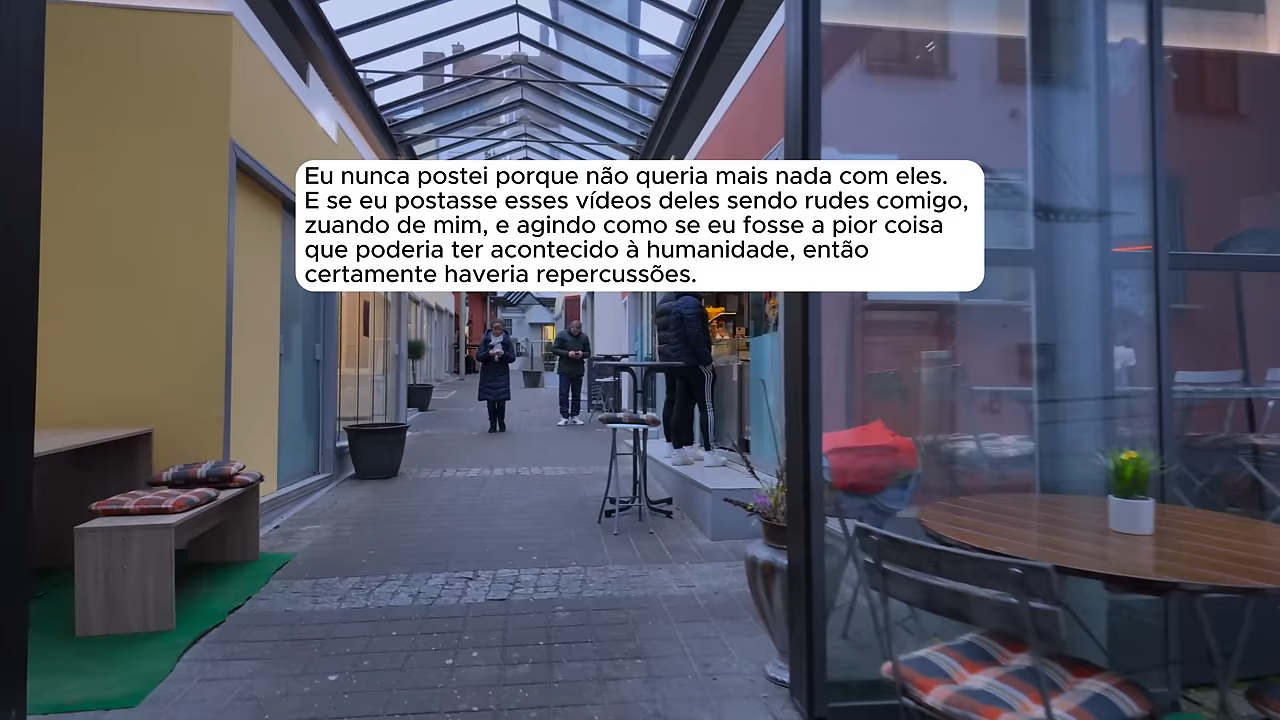 Eu nunca postei porque não queria mais nada com eles.
E se eu postasse esses vídeos deles sendo rudes comigo,
zuando de mim, e agindo como se eu fosse a pior coisa
que poderia ter acontecido à humanidade, então
certamente haveria repercussões.